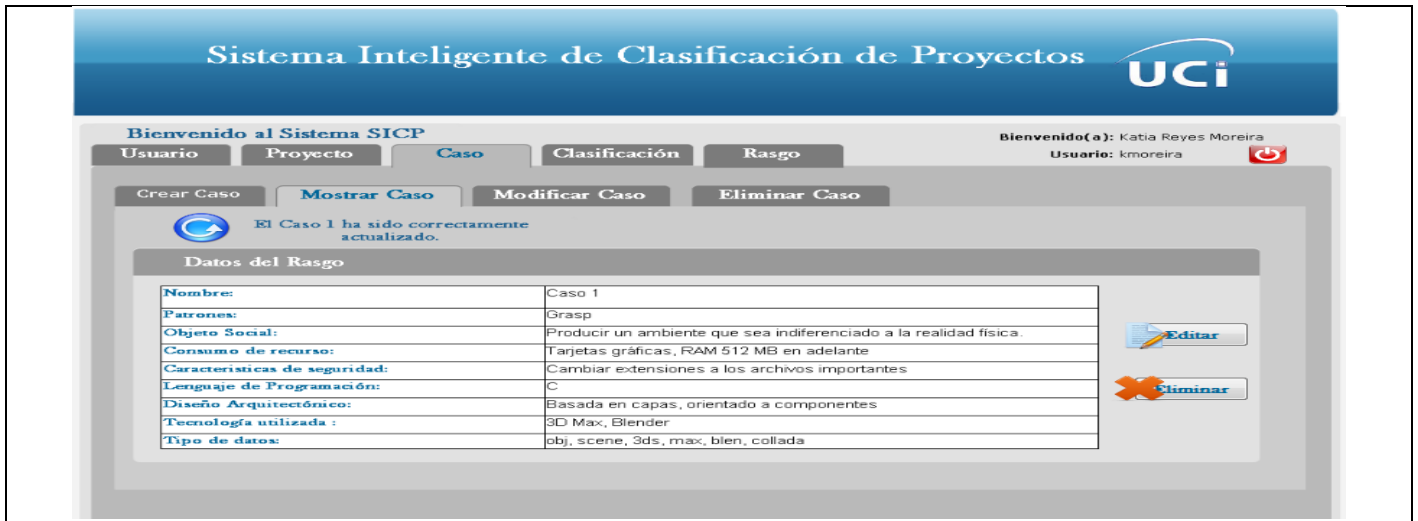 Sistema Inteligente de Clasificación de Proyectos
UCi
Bienvenido al Sistema SICP
Bienvenido(a): Katia Reyes Moreira
Usuario Proyecto Caso Clasificación Rasgo
Usuario: kmoreira
Crear Caso Mostrar Caso Modificar Caso Eliminar Caso
El Caso 1 ha sido correctamente
actualizado.
Datos del Rasgo
Nombre: Caso 1
Patrones: Grasp
Objeto Social: Producir un ambiente que sea indiferenciado a la realidad física.
Consumo de recurso: Tarjetas gráficas, RAM 512 MB en adelante
Caracteristicas de seguridad: Cambiar extensiones a los archivos importantes
Lenguaje de Programación: C
Diseño Arquitectónico: Basada en capas, orientado a componentes
Tecnología utilizada : 3D Max, Blender
Tipo de datos: obj, scene, 3ds, max, blen, collada
Editar
Eliminar